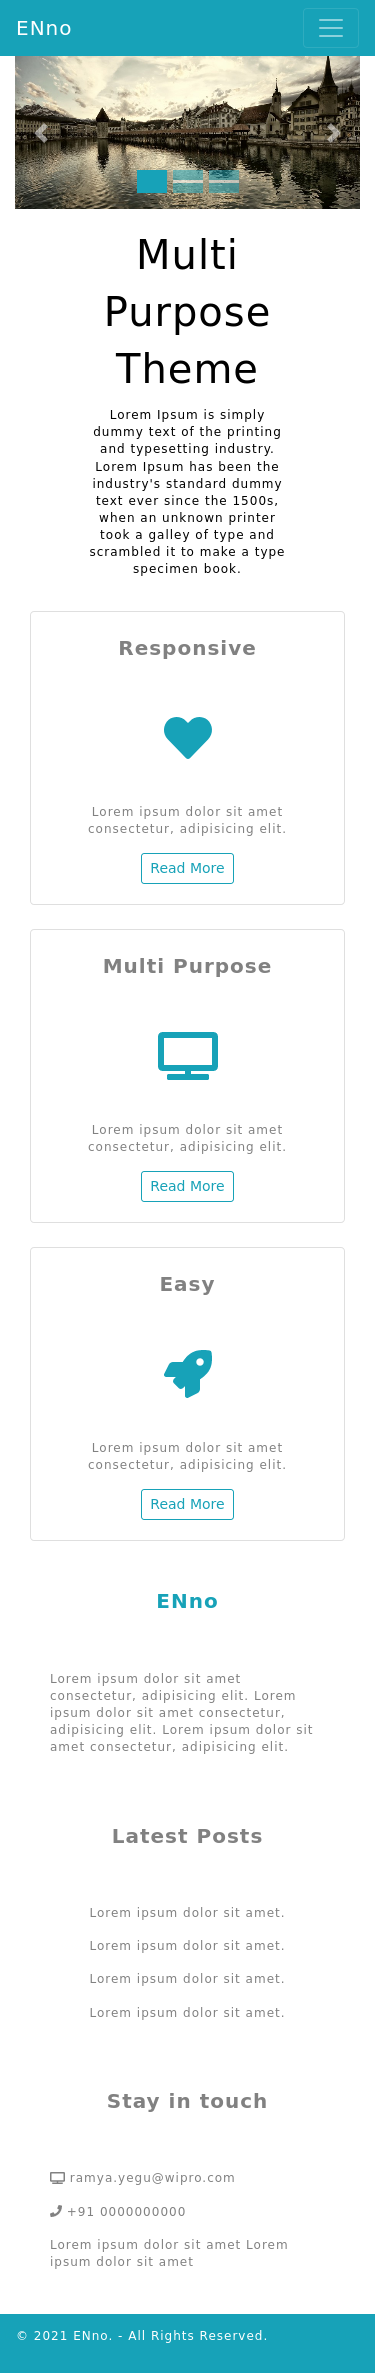 ENno
Multi
Purpose
Theme
Lorem Ipsum is simply
dummy text of the printing
and typesetting industry.
Lorem Ipsum has been the
industry's standard dummy
text ever since the 1500s,
when an unknown printer
took a galley of type and
scrambled it to make a type
specimen book.
Responsive
Lorem ipsum dolor sit amet
consectetur, adipisicing elit.
Read More
Multi Purpose
Lorem ipsum dolor sit amet
consectetur, adipisicing elit.
Read More
Easy
Lorem ipsum dolor sit amet
consectetur, adipisicing elit.
Read More
ENno
Lorem ipsum dolor sit amet
consectetur, adipisicing elit. Lorem
ipsum dolor sit amet consectetur,
adipisicing elit. Lorem ipsum dolor sit
amet consectetur, adipisicing elit.
Latest Posts
Lorem ipsum dolor sit amet.
Lorem ipsum dolor sit amet.
Lorem ipsum dolor sit amet.
Lorem ipsum dolor sit amet.
Stay in touch
ramya.yegu@wipro.com
+91 0000000000
Lorem ipsum dolor sit amet Lorem
ipsum dolor sit amet
© 2021 ENno. - All Rights Reserved.